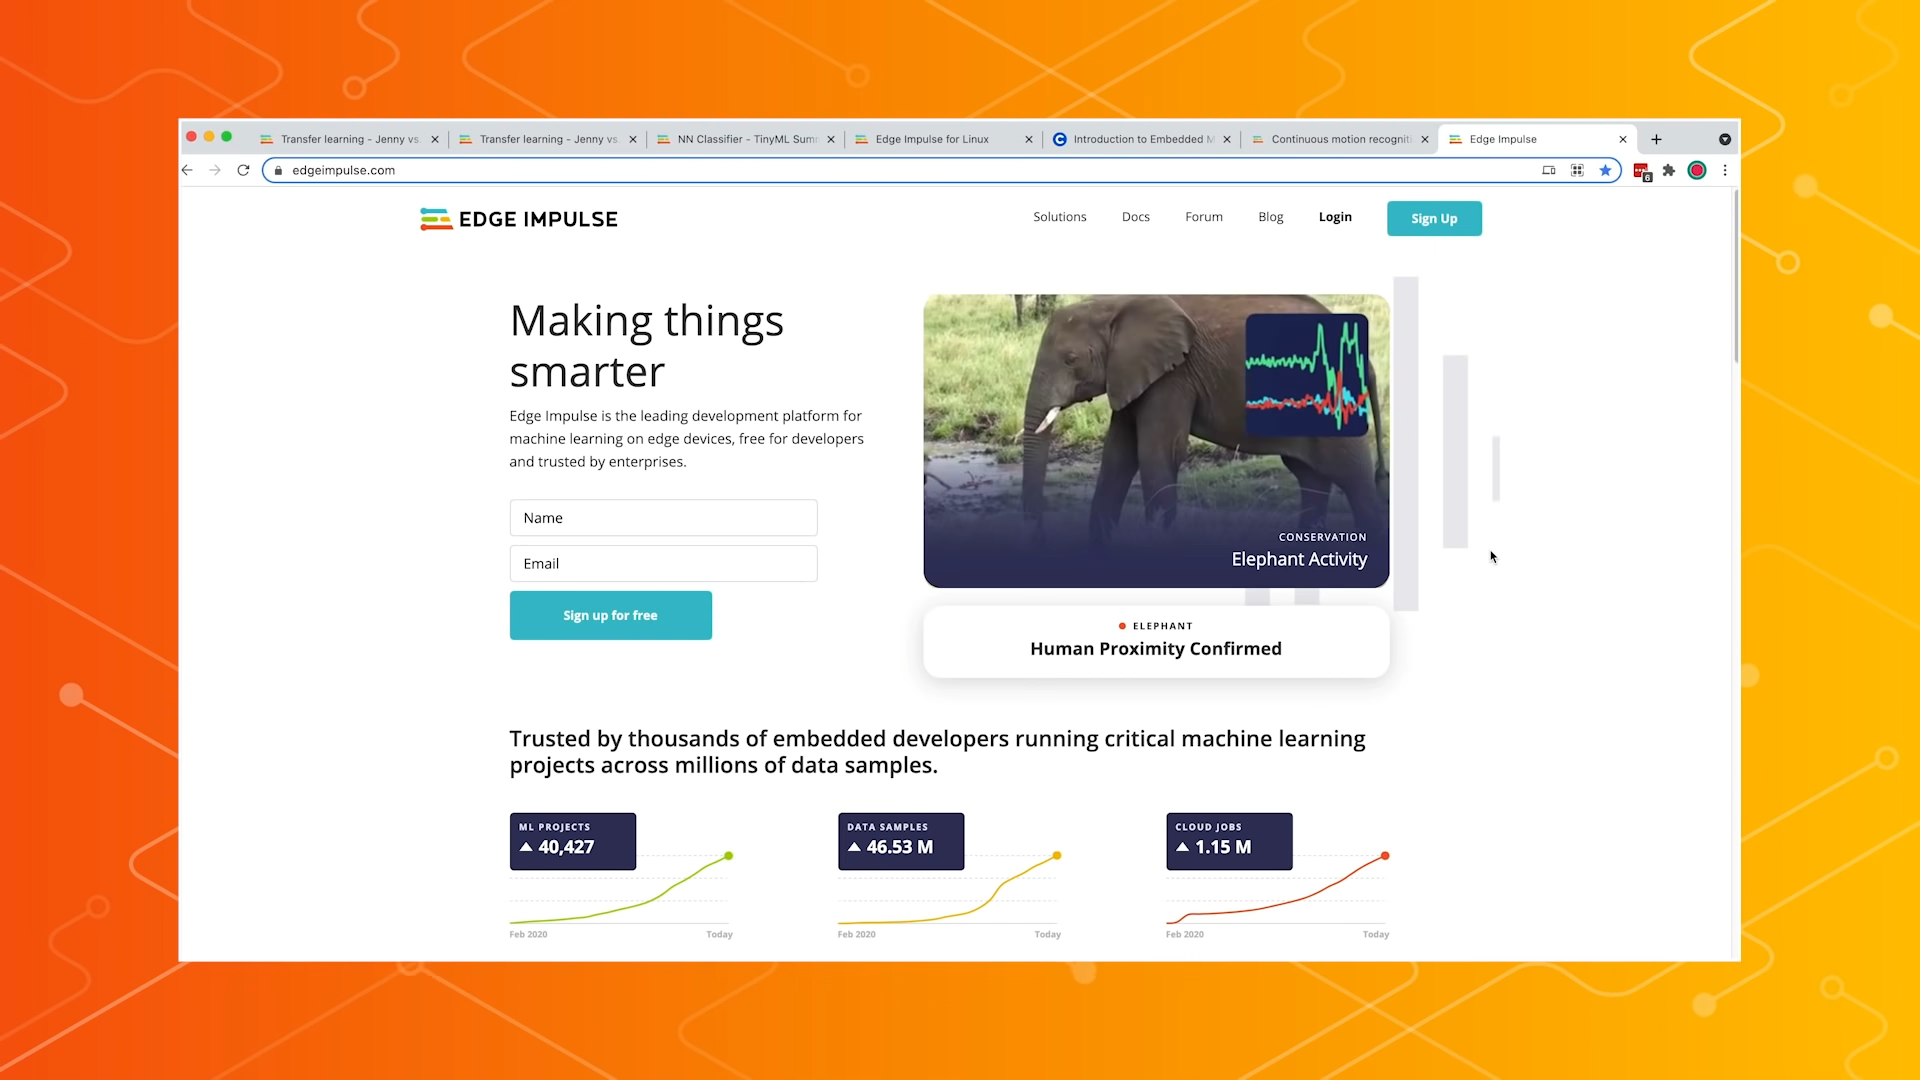 Transfer learning - Jenny vs.
Transfer learning - Jenny vs.
NN Classifier - TinyML Sum
Edge Impulse for Linux
Introduction to Embedded M
Continuous motion recogniti
Edge Impulse
edgeimpulse.com
EDGE IMPULSE
Solutions
Docs
Forum
Blog
Login
Sign Up
Making things
smarter
Edge Impulse is the leading development platform for
machine learning on edge devices, free for developers
and trusted by enterprises.
Name
Email
Sign up for free
CONSERVATION
Elephant Activity
ELEPHANT
Human Proximity Confirmed
Trusted by thousands of embedded developers running critical machine learning
projects across millions of data samples.
ML PROJECTS
40,427
Feb 2020
Today
DATA SAMPLES
46.53 M
Feb 2020
Today
CLOUD JOBS
1.15 M
Feb 2020
Today